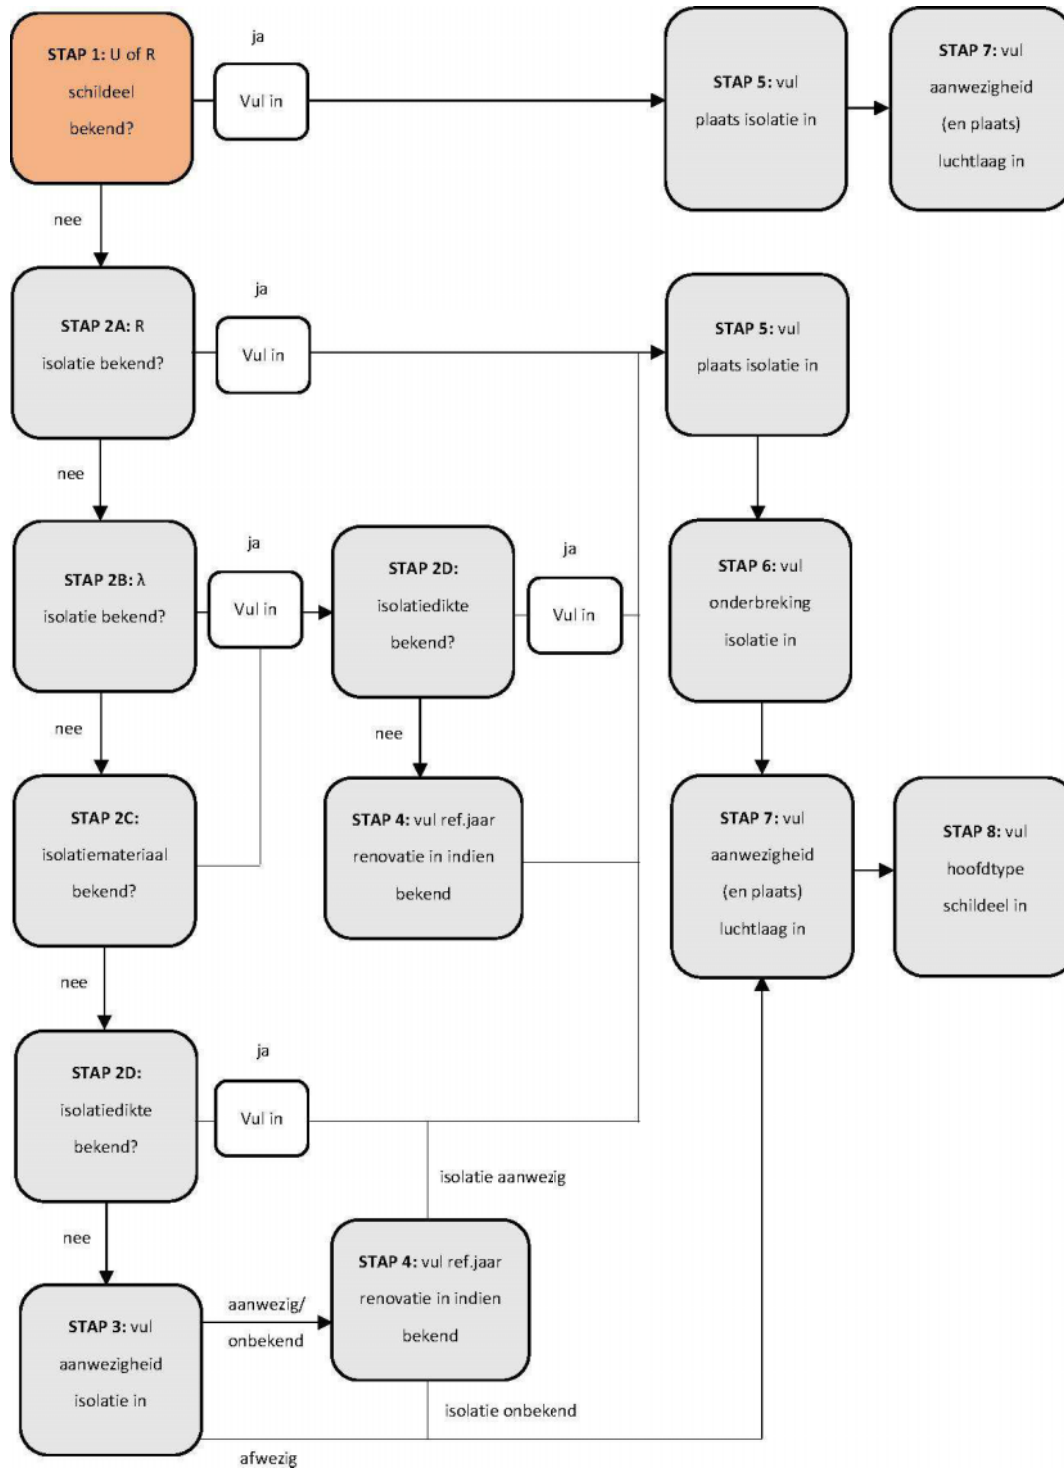 STAP 1: U of R
schildeel
bekend?
ja
Vul in
STAP 5: vul
plaats isolatie in
STAP 7: vul
aanwezigheid
(en plaats)
luchtlaag in
nee
STAP 2A: R
isolatie bekend?
ja
Vul in
STAP 5: vul
plaats isolatie in
nee
STAP 2B: λ
isolatie bekend?
ja
Vul in
STAP 2D:
isolatiedikte
bekend?
ja
Vul in
STAP 6: vul
onderbreking
isolatie in
nee
nee
STAP 2C:
isolatiemateriaal
bekend?
STAP 4: vul ref.jaar
renovatie in indien
bekend
STAP 7: vul
aanwezigheid
(en plaats)
luchtlaag in
STAP 8: vul
hoofdtype
schildeel in
nee
STAP 2D:
isolatiedikte
bekend?
ja
Vul in
isolatie aanwezig
nee
STAP 3: vul
aanwezigheid
isolatie in
aanwezig/
onbekend
STAP 4: vul ref.jaar
renovatie in indien
bekend
isolatie onbekend
afwezig